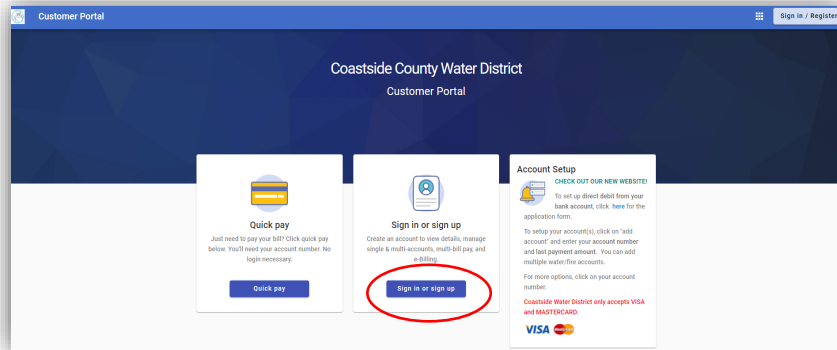 Customer Portal
Sign in / Register
Coastside County Water District
Customer Portal
Quick pay
Just need to pay your bill? Click quick pay
below. You'll need your account number. No
login necessary.
Quick pay
Sign in or sign up
Create an account to view details, manage
single & multi-accounts, multi-bill pay, and
e-Billing.
Sign in or sign up
Account Setup
CHECK OUT OUR NEW WEBSITE!
To set up direct debit from your
bank account, click here for the
application form.
To setup your account(s), click on "add
account" and enter your account number
and last payment amount. You can add
multiple water/fire accounts.
For more options, click on your account
number.
Coastside Water District only accepts VISA
and MASTERCARD.
VISA MasterCard